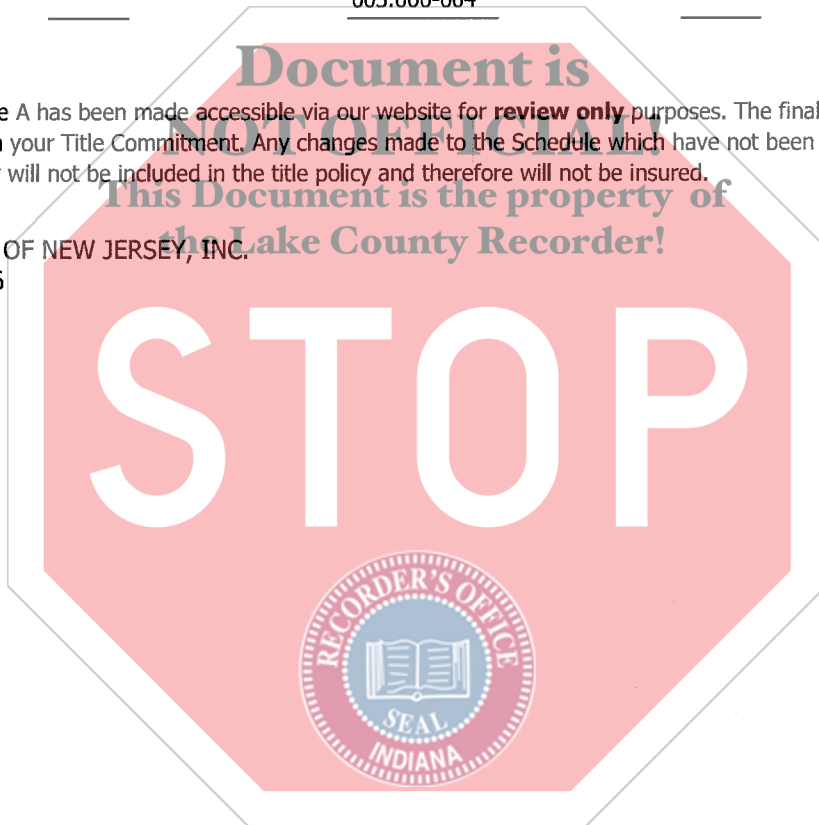 Document is
e A has been made accessible via our website for review only purposes. The final
NOT OFFICIAL!
your Title Commitment. Any changes made to the Schedule which have not been
will not be included in the title policy and therefore will not be insured.
This Document is the property of
the Lake County Recorder!
OF NEW JERSEY, INC.
STOP
RECORDER'S OFFICE
SEAL
INDIANA